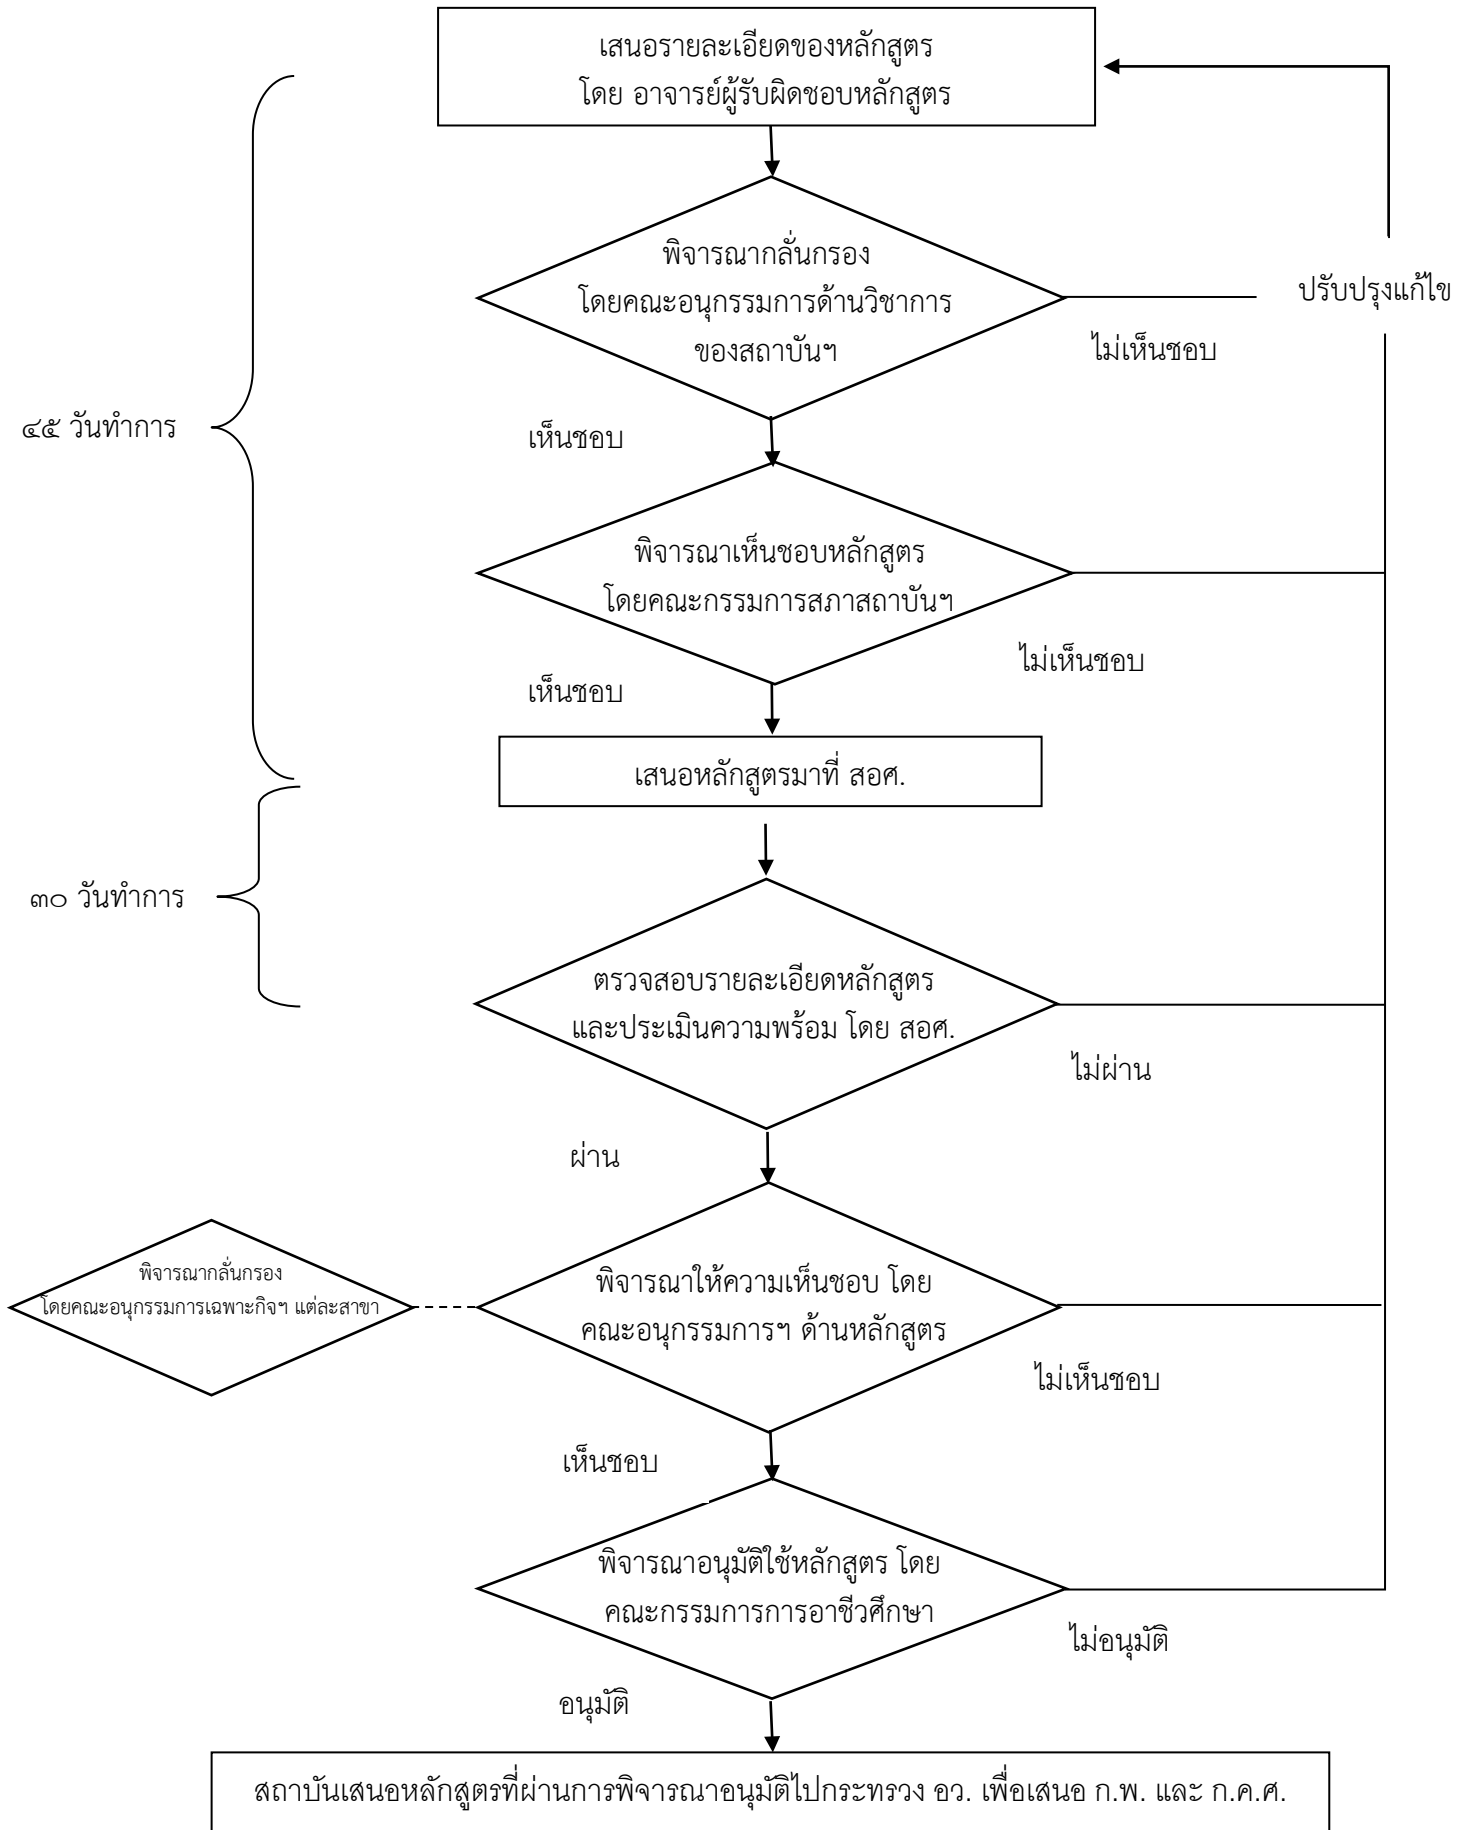 เสนอรายละเอียดของหลักสูตร
โดย อาจารย์ผู้รับผิดชอบหลักสูตร
พิจารณากลั่นกรอง
โดยคณะอนุกรรมการด้านวิชาการ
ของสถาบันฯ
ปรับปรุงแก้ไข
ไม่เห็นชอบ
๔๕ วันทำการ
เห็นชอบ
พิจารณาเห็นชอบหลักสูตร
โดยคณะกรรมการสภาสถาบันฯ
ไม่เห็นชอบ
เห็นชอบ
เสนอหลักสูตรมาที่ สอศ.
๓๐ วันทำการ
ตรวจสอบรายละเอียดหลักสูตร
และประเมินความพร้อม โดย สอศ.
ไม่ผ่าน
ผ่าน
พิจารณากลั่นกรอง
โดยคณะอนุกรรมการเฉพาะกิจฯ แต่ละสาขา
พิจารณาให้ความเห็นชอบ โดย
คณะอนุกรรมการฯ ด้านหลักสูตร
ไม่เห็นชอบ
เห็นชอบ
พิจารณาอนุมัติใช้หลักสูตร โดย
คณะกรรมการการอาชีวศึกษา
ไม่อนุมัติ
อนุมัติ
สถาบันเสนอหลักสูตรที่ผ่านการพิจารณาอนุมัติไปกระทรวง อว. เพื่อเสนอ ก.พ. และ ก.ค.ศ.